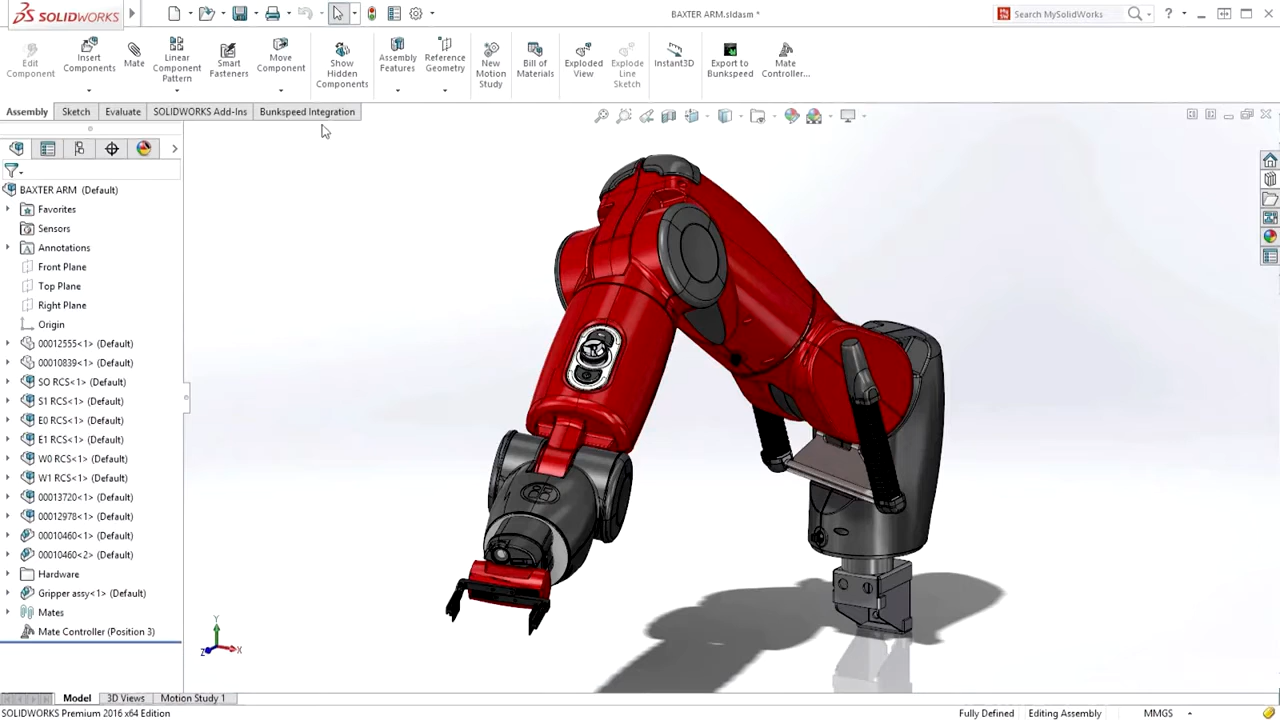 SOLIDWORKS
BAXTER ARM.sldasm *
Search MySolidWorks
?
Edit Component
Insert Components
Mate
Linear Component Pattern
Smart Fasteners
Move Component
Show Hidden Components
Assembly Features
Reference Geometry
New Motion Study
Bill of Materials
Exploded View
Explode Line Sketch
Instant3D
Export to Bunkspeed
Mate Controller...
Assembly
Sketch
Evaluate
SOLIDWORKS Add-Ins
Bunkspeed Integration
BAXTER ARM (Default)
Favorites
Sensors
Annotations
Front Plane
Top Plane
Right Plane
Origin
00012555<1> (Default)
00010839<1> (Default)
SO RCS<1> (Default)
S1 RCS<1> (Default)
E0 RCS<1> (Default)
E1 RCS<1> (Default)
W0 RCS<1> (Default)
W1 RCS<1> (Default)
00013720<1> (Default)
00012978<1> (Default)
00010460<1> (Default)
00010460<2> (Default)
Hardware
Gripper assy<1> (Default)
Mates
Mate Controller (Position 3)
Y
Z
X
Model
3D Views
Motion Study 1
SOLIDWORKS Premium 2016 x64 Edition
Fully Defined
Editing Assembly
MMGS